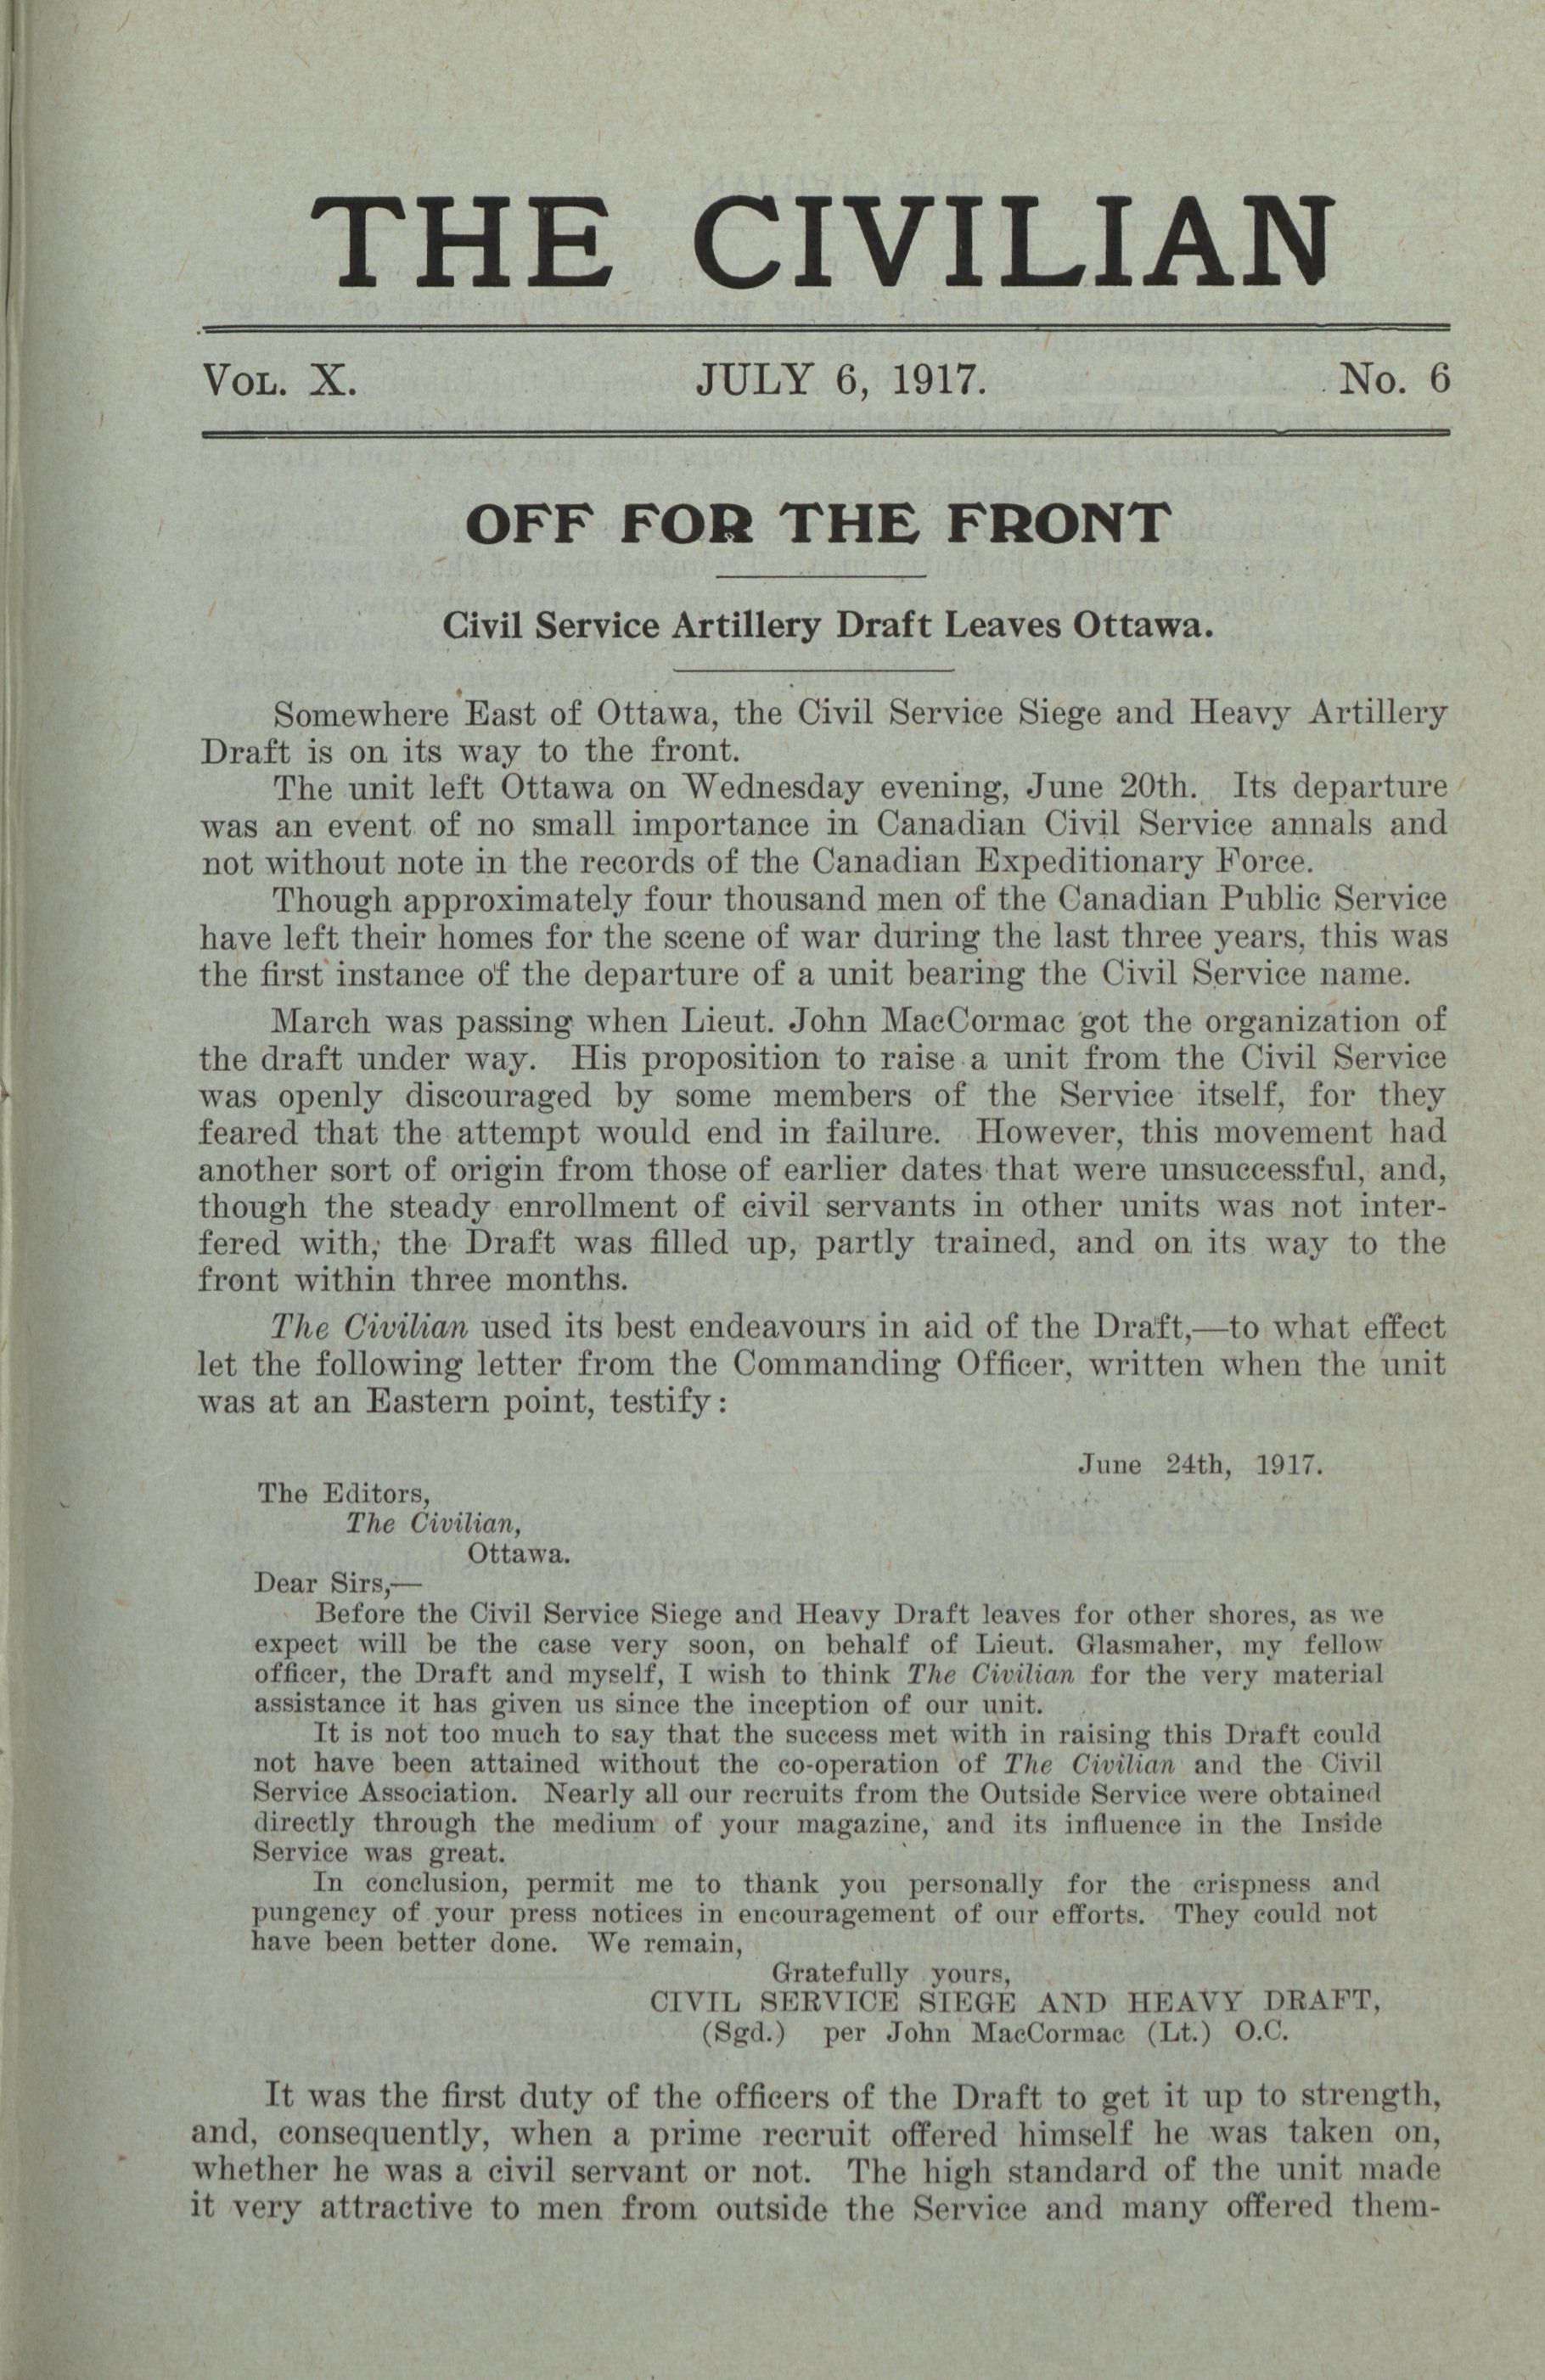 THE CIVILIAN
VOL. X. JULY 6, 1917. No. 6
OFF FOR THE FRONT
Civil Service Artillery Draft Leaves Ottawa.
Somewhere East of Ottawa, the Civil Service Siege and Heavy Artillery
Draft is on its way to the front.
The unit left Ottawa on Wednesday evening, June 20th. Its departure
was an event of no small importance in Canadian Civil Service annals and
not without note in the records of the Canadian Expeditionary Force.
Though approximately four thousand men of the Canadian Public Service
have left their homes for the scene of war during the last three years, this was
the first instance of the departure of a unit bearing the Civil Service name.
March was passing when Lieut. John MacCormac got the organization of
the draft under way. His proposition to raise a unit from the Civil Service
was openly discouraged by some members of the Service itself, for they
feared that the attempt would end in failure. However, this movement had
another sort of origin from those of earlier dates that were unsuccessful, and,
though the steady enrollment of civil servants in other units was not inter-
fered with, the Draft was filled up, partly trained, and on its way to the
front within three months.
The Civilian used its best endeavours in aid of the Draft,—to what effect
let the following letter from the Commanding Officer, written when the unit
was at an Eastern point, testify:
June 24th, 1917.
The Editors,
The Civilian,
Ottawa.
Dear Sirs,—
Before the Civil Service Siege and Heavy Draft leaves for other shores, as we
expect will be the case very soon, on behalf of Lieut. Glasmaher, my fellow
officer, the Draft and myself, I wish to think The Civilian for the very material
assistance it has given us since the inception of our unit.
It is not too much to say that the success met with in raising this Draft could
not have been attained without the co-operation of The Civilian and the Civil
Service Association. Nearly all our recruits from the Outside Service were obtained
directly through the medium of your magazine, and its influence in the Inside
Service was great.
In conclusion, permit me to thank you personally for the crispness and
pungency of your press notices in encouragement of our efforts. They could not
have been better done. We remain,
Gratefully yours,
CIVIL SERVICE SIEGE AND HEAVY DRAFT,
(Sgd.) per John MacCormac (Lt.) O.C.
It was the first duty of the officers of the Draft to get it up to strength,
and, consequently, when a prime recruit offered himself he was taken on,
whether he was a civil servant or not. The high standard of the unit made
it very attractive to men from outside the Service and many offered them-